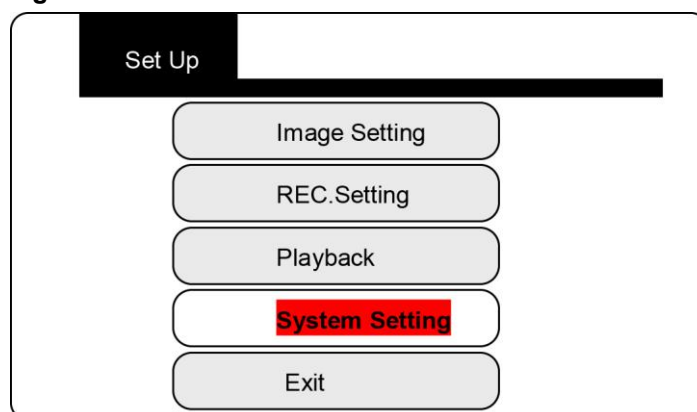 Set Up
Image Setting
REC.Setting
Playback
System Setting
Exit